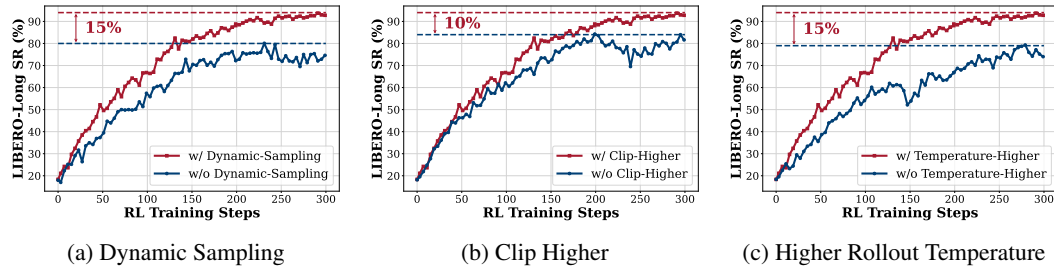 LIBERO-Long SR (%)
90
80
70
60
50
40
30
20
15%
w/ Dynamic-Sampling
w/o Dynamic-Sampling
0 50 100 150 200 250 300
RL Training Steps
(a) Dynamic Sampling
LIBERO-Long SR (%)
90
80
70
60
50
40
30
20
10%
w/ Clip-Higher
w/o Clip-Higher
0 50 100 150 200 250 300
RL Training Steps
(b) Clip Higher
LIBERO-Long SR (%)
90
80
70
60
50
40
30
20
15%
w/ Temperature-Higher
w/o Temperature-Higher
0 50 100 150 200 250 300
RL Training Steps
(c) Higher Rollout Temperature